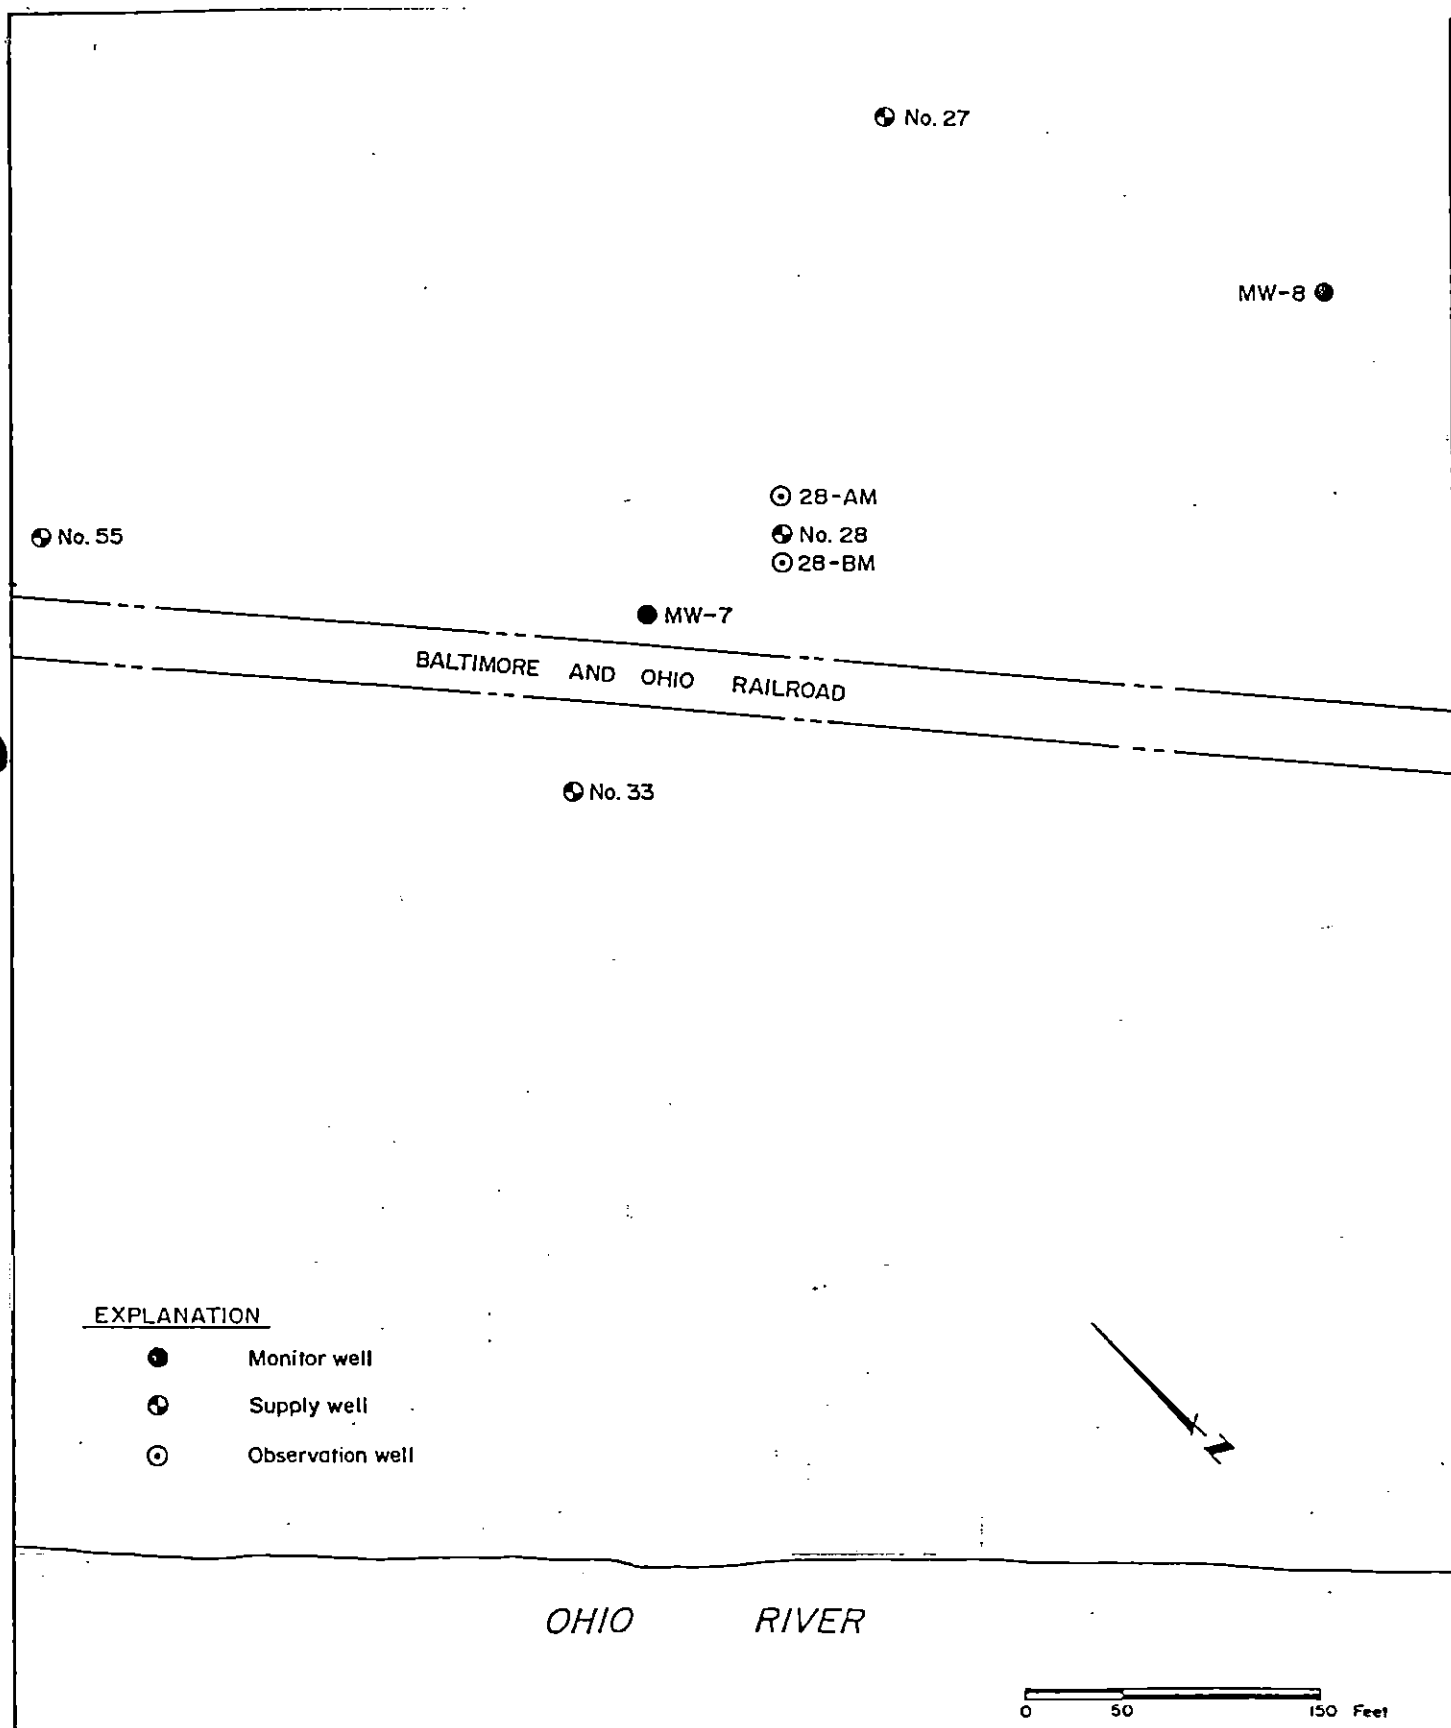 No. 27
MW-8
28-AM
No. 28
28-BM
No. 55
MW-7
BALTIMORE AND OHIO RAILROAD
No. 33
EXPLANATION
Monitor well
Supply well
Observation well
N
OHIO RIVER
0 50 150 Feet